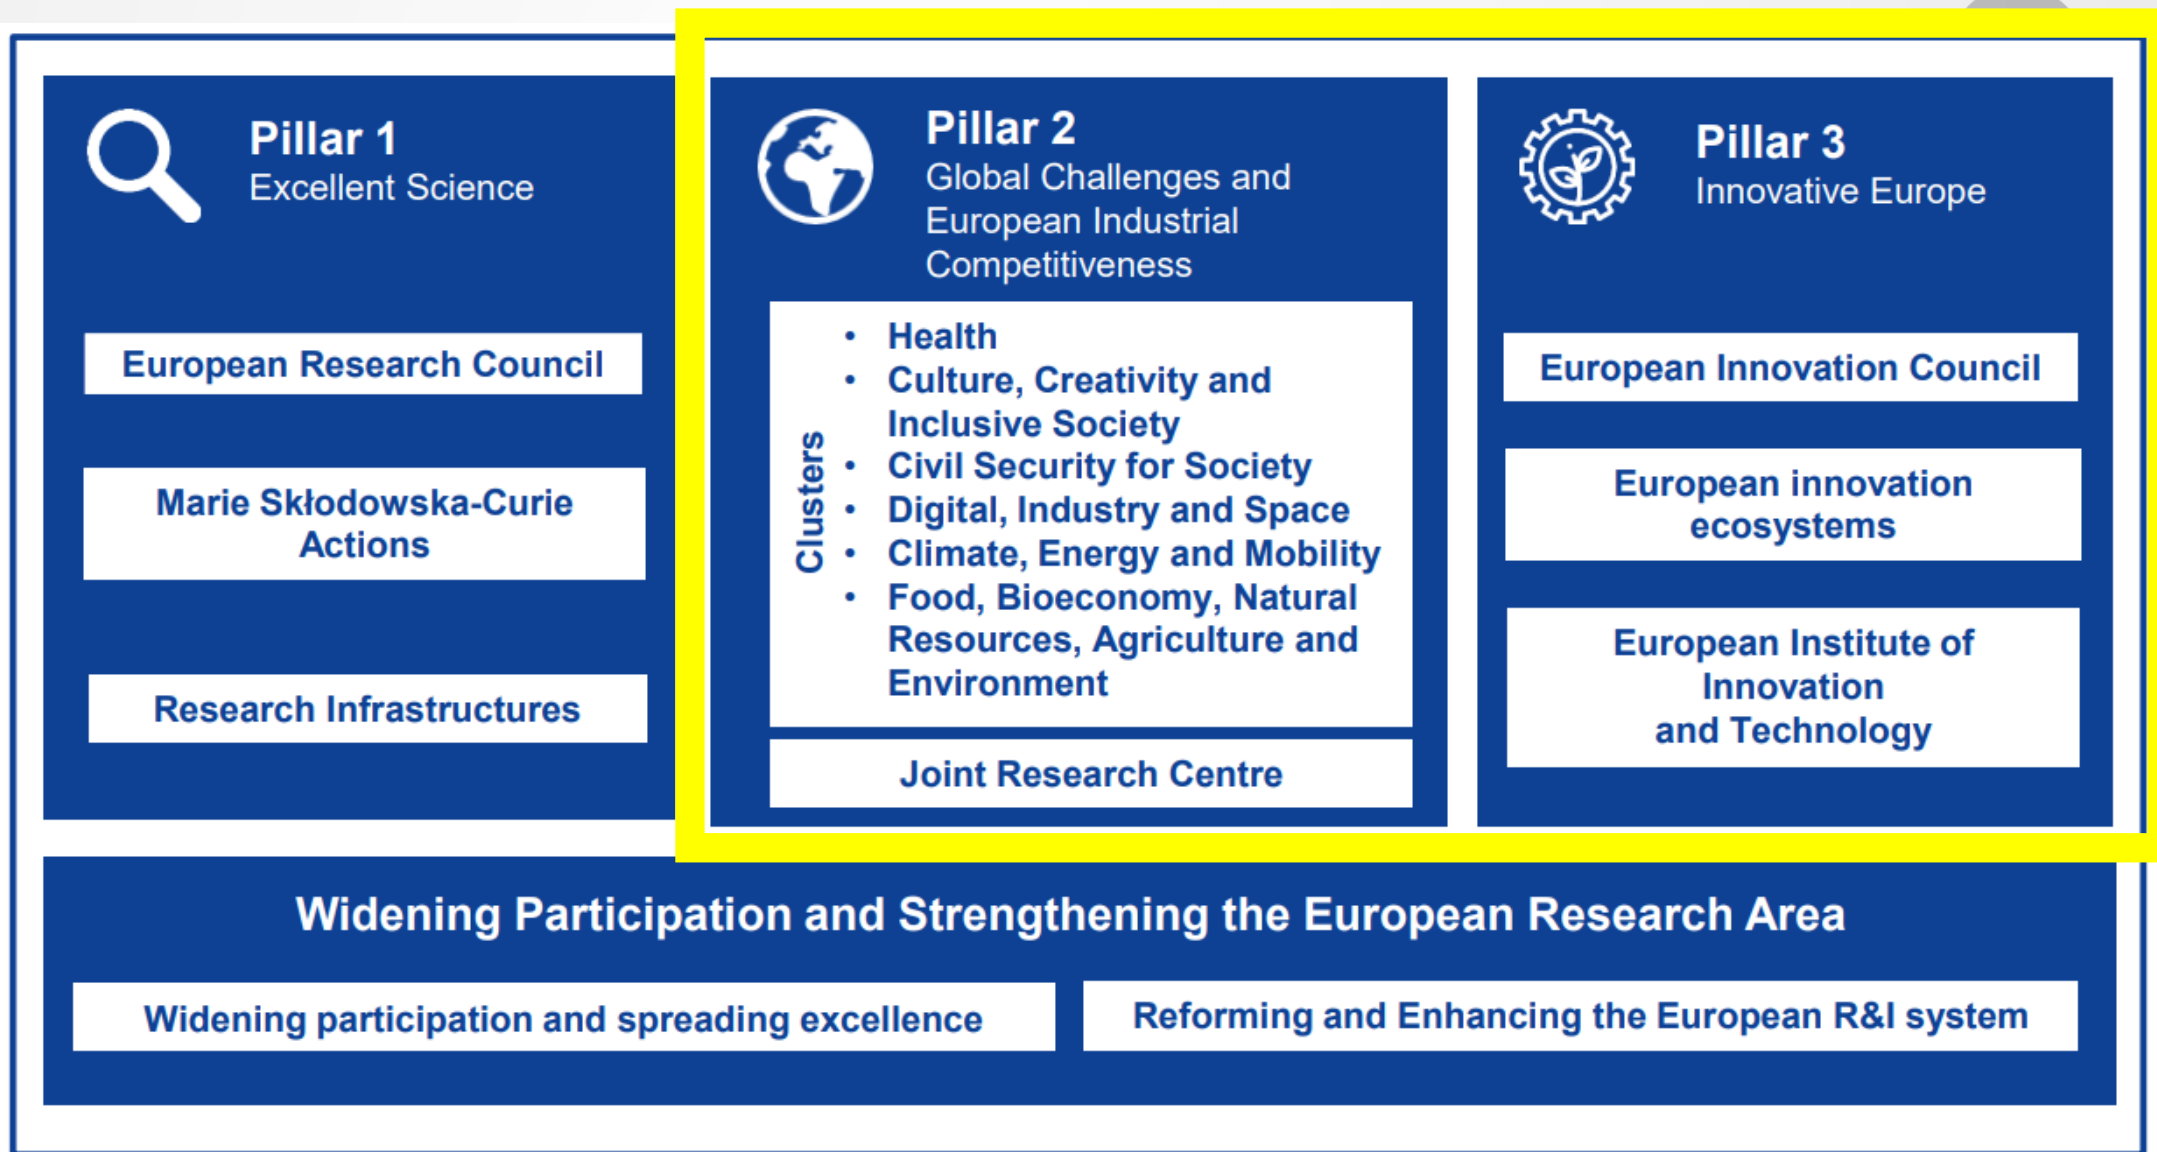 Pillar 1
Excellent Science
European Research Council
Marie Skłodowska-Curie
Actions
Research Infrastructures
Pillar 2
Global Challenges and
European Industrial
Competitiveness
Clusters
• Health
• Culture, Creativity and
Inclusive Society
• Civil Security for Society
• Digital, Industry and Space
• Climate, Energy and Mobility
• Food, Bioeconomy, Natural
Resources, Agriculture and
Environment
Joint Research Centre
Pillar 3
Innovative Europe
European Innovation Council
European innovation
ecosystems
European Institute of
Innovation
and Technology
Widening Participation and Strengthening the European Research Area
Widening participation and spreading excellence
Reforming and Enhancing the European R&I system